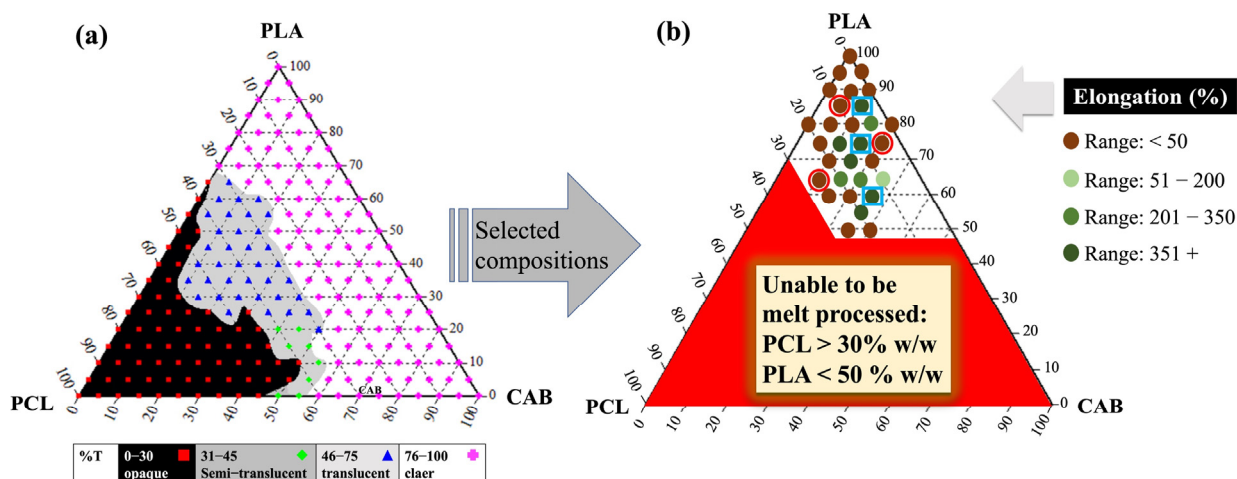 (a)
PLA
0
10
20
30
40
50
60
70
80
90
100
100
90
80
70
60
50
40
30
20
10
0
CAB
PCL
CAB
0
10
20
30
40
50
60
70
80
90
100
%T
0−30
opaque
31−45
Semi−translucent
46−75
translucent
76−100
claer
Selected
compositions
(b)
PLA
0
10
20
30
40
50
60
70
80
90
100
100
90
80
70
60
50
40
30
20
10
0
Unable to be
melt processed:
PCL > 30% w/w
PLA < 50 % w/w
PCL
CAB
0
10
20
30
40
50
60
70
80
90
100
Elongation (%)
Range: < 50
Range: 51 − 200
Range: 201 − 350
Range: 351 +